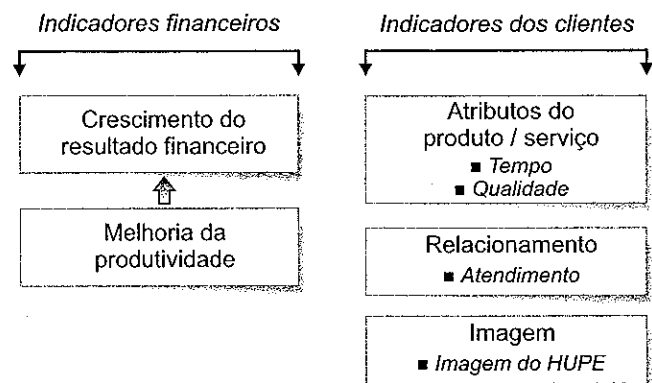 Indicadores financeiros
Crescimento do
resultado financeiro
Melhoria da
produtividade
Indicadores dos clientes
Atributos do
produto / serviço
■ Tempo
■ Qualidade
Relacionamento
■ Atendimento
Imagem
■ Imagem do HUPE